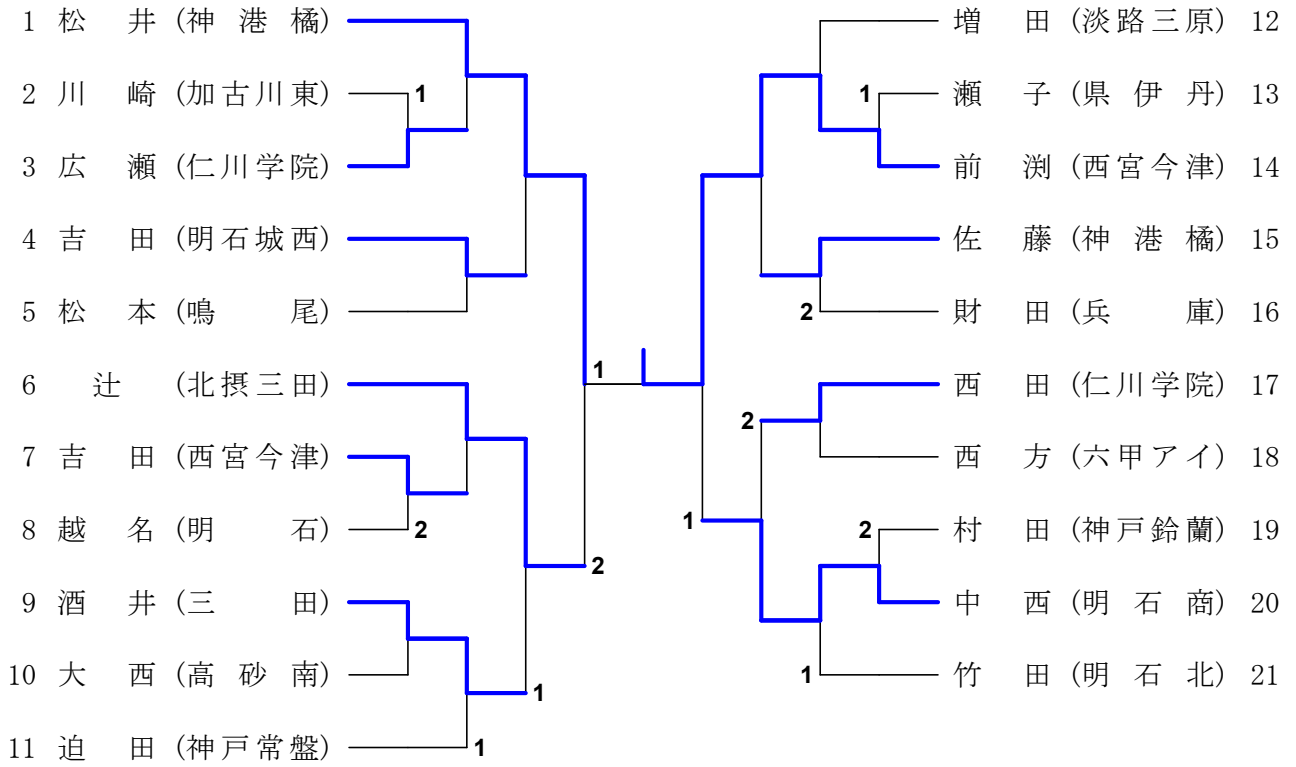 1 松 井 (神 港 橘)
2 川 崎 (加古川東)
1
3 広 瀬 (仁川学院)
4 吉 田 (明石城西)
5 松 本 (鳴 尾)
6 辻 (北摂三田)
7 吉 田 (西宮今津)
8 越 名 (明 石)
2
9 酒 井 (三 田)
10 大 西 (高 砂 南)
11 迫 田 (神戸常盤)
1
1
2
1
増 田 (淡路三原) 12
1
瀬 子 (県 伊 丹) 13
前 渕 (西宮今津) 14
佐 藤 (神 港 橘) 15
2
財 田 (兵 庫) 16
西 田 (仁川学院) 17
2
西 方 (六甲アイ) 18
1
2
村 田 (神戸鈴蘭) 19
中 西 (明 石 商) 20
1
竹 田 (明 石 北) 21